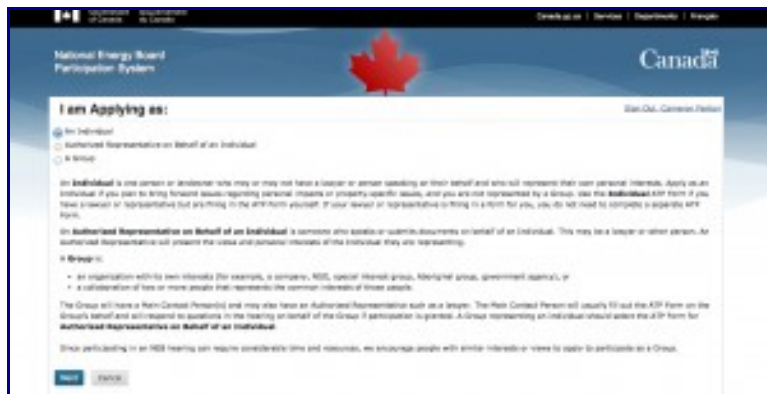 Government of Canada Gouvernement du Canada
Canada.gc.ca | Services | Departments | Français
National Energy Board
Participation System
Canada
I am Applying as:
Sign Out,
An Individual
Authorized Representative on Behalf of an Individual
A Group
An Individual is one person or landowner who may or may not have a lawyer or person speaking on their behalf and who will represent their own personal interests. Apply as an
Individual if you plan to bring forward issues regarding personal impacts or property-specific issues, and you are not represented by a Group. Use the Individual ATP Form if you
have a lawyer or representative but are filling in the ATP Form yourself. If your lawyer or representative is filling in a form for you, you do not need to complete a separate ATP
Form.
An Authorized Representative on Behalf of an Individual is someone who speaks or submits documents on behalf of an Individual. This may be a lawyer or other person. An
Authorized Representative will present the views and personal interests of the Individual they are representing.
A Group is:
an organization with its own interests (for example, a company, NGO, special interest group, Aboriginal group, government agency), or
a collaboration of two or more people that represents the common interests of those people.
The Group will have a Main Contact Person(s) and may also have an Authorized Representative such as a lawyer. The Main Contact Person will usually fill out the ATP Form on the
Group's behalf and will respond to questions in the hearing on behalf of the Group if participation is granted. A Group representing an individual should select the ATP Form for
Authorized Representative on Behalf of an Individual.
Since participating in an NEB hearing can require considerable time and resources, we encourage people with similar interests or views to apply to participate as a Group.
Next Cancel